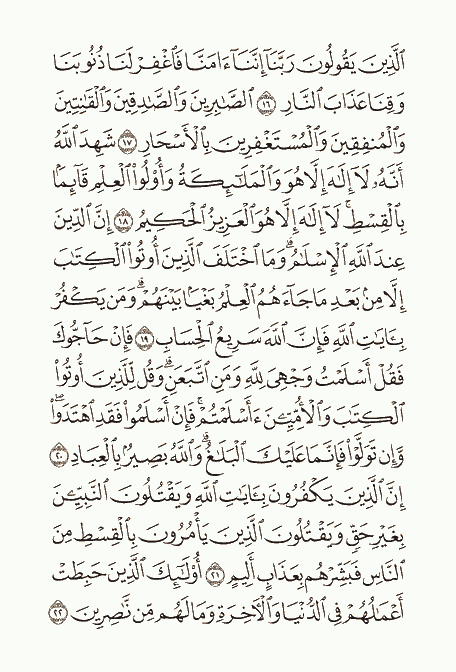 ٱلَّذِينَ يَقُولُونَ رَبَّنَآ إِنَّنَآ ءَامَنَّا فَٱغْفِرْ لَنَا ذُنُوبَنَا
وَقِنَا عَذَابَ ٱلنَّارِ ١٦ ٱلصَّـٰبِرِينَ وَٱلصَّـٰدِقِينَ وَٱلْقَـٰنِتِينَ
وَٱلْمُنفِقِينَ وَٱلْمُسْتَغْفِرِينَ بِٱلْأَسْحَارِ ١٧ شَهِدَ ٱللَّهُ
أَنَّهُۥ لَآ إِلَـٰهَ إِلَّا هُوَ وَٱلْمَلَـٰٓئِكَةُ وَأُو۟لُوا۟ ٱلْعِلْمِ قَآئِمًۢا
بِٱلْقِسْطِ ۚ لَآ إِلَـٰهَ إِلَّا هُوَ ٱلْعَزِيزُ ٱلْحَكِيمُ ١٨ إِنَّ ٱلدِّينَ
عِندَ ٱللَّهِ ٱلْإِسْلَـٰمُ ۗ وَمَا ٱخْتَلَفَ ٱلَّذِينَ أُوتُوا۟ ٱلْكِتَـٰبَ
إِلَّا مِنۢ بَعْدِ مَا جَآءَهُمُ ٱلْعِلْمُ بَغْيًۢا بَيْنَهُمْ ۗ وَمَن يَكْفُرْ
بِـَٔايَـٰتِ ٱللَّهِ فَإِنَّ ٱللَّهَ سَرِيعُ ٱلْحِسَابِ ١٩ فَإِنْ حَآجُّوكَ
فَقُلْ أَسْلَمْتُ وَجْهِىَ لِلَّهِ وَمَنِ ٱتَّبَعَنِ ۗ وَقُل لِّلَّذِينَ أُوتُوا۟
ٱلْكِتَـٰبَ وَٱلْأُمِّيِّـۧنَ ءَأَسْلَمْتُمْ ۚ فَإِنْ أَسْلَمُوا۟ فَقَدِ ٱهْتَدَوا۟ ۖ
وَّإِن تَوَلَّوْا۟ فَإِنَّمَا عَلَيْكَ ٱلْبَلَـٰغُ ۗ وَٱللَّهُ بَصِيرٌۢ بِٱلْعِبَادِ ٢٠
إِنَّ ٱلَّذِينَ يَكْفُرُونَ بِـَٔايَـٰتِ ٱللَّهِ وَيَقْتُلُونَ ٱلنَّبِيِّـۧنَ
بِغَيْرِ حَقٍّ وَيَقْتُلُونَ ٱلَّذِينَ يَأْمُرُونَ بِٱلْقِسْطِ مِنَ
ٱلنَّاسِ فَبَشِّرْهُم بِعَذَابٍ أَلِيمٍ ٢١ أُو۟لَـٰٓئِكَ ٱلَّذِينَ حَبِطَتْ
أَعْمَـٰلُهُمْ فِى ٱلدُّنْيَا وَٱلْـَٔاخِرَةِ وَمَا لَهُم مِّن نَّـٰصِرِينَ ٢٢